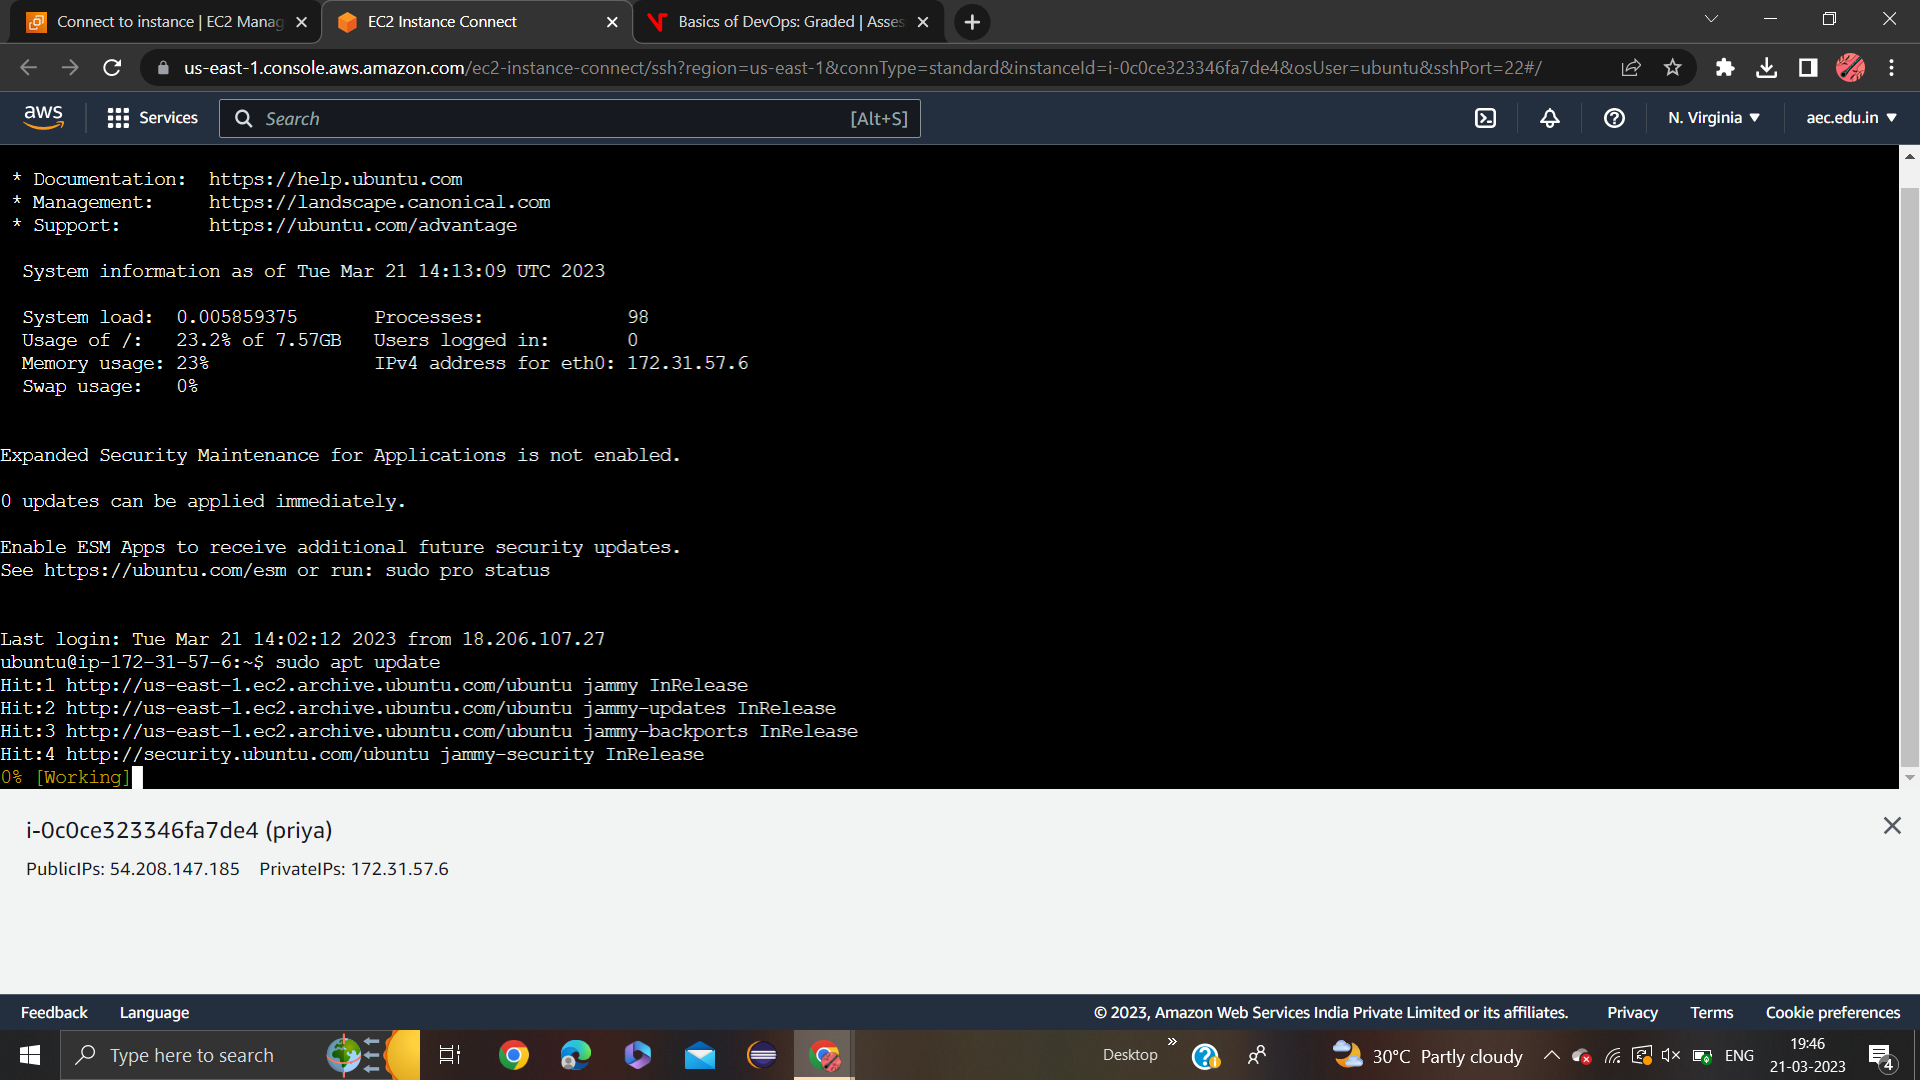 Connect to instance | EC2 Manag
EC2 Instance Connect
Basics of DevOps: Graded | Asses
us-east-1.console.aws.amazon.com/ec2-instance-connect/ssh?region=us-east-1&connType=standard&instanceId=i-0c0ce323346fa7de4&osUser=ubuntu&sshPort=22#/
aws
Services
Search
[Alt+S]
N. Virginia
aec.edu.in
* Documentation:  https://help.ubuntu.com
* Management:     https://landscape.canonical.com
* Support:        https://ubuntu.com/advantage
System information as of Tue Mar 21 14:13:09 UTC 2023
System load:  0.005859375       Processes:             98
Usage of /:   23.2% of 7.57GB   Users logged in:       0
Memory usage: 23%               IPv4 address for eth0: 172.31.57.6
Swap usage:   0%
Expanded Security Maintenance for Applications is not enabled.
0 updates can be applied immediately.
Enable ESM Apps to receive additional future security updates.
See https://ubuntu.com/esm or run: sudo pro status
Last login: Tue Mar 21 14:02:12 2023 from 18.206.107.27
ubuntu@ip-172-31-57-6:~$ sudo apt update
Hit:1 http://us-east-1.ec2.archive.ubuntu.com/ubuntu jammy InRelease
Hit:2 http://us-east-1.ec2.archive.ubuntu.com/ubuntu jammy-updates InRelease
Hit:3 http://us-east-1.ec2.archive.ubuntu.com/ubuntu jammy-backports InRelease
Hit:4 http://security.ubuntu.com/ubuntu jammy-security InRelease
0% [Working]
i-0c0ce323346fa7de4 (priya)
PublicIPs: 54.208.147.185    PrivateIPs: 172.31.57.6
Feedback
Language
© 2023, Amazon Web Services India Private Limited or its affiliates.
Privacy
Terms
Cookie preferences
Type here to search
Desktop
30°C Partly cloudy
ENG
19:46
21-03-2023
4